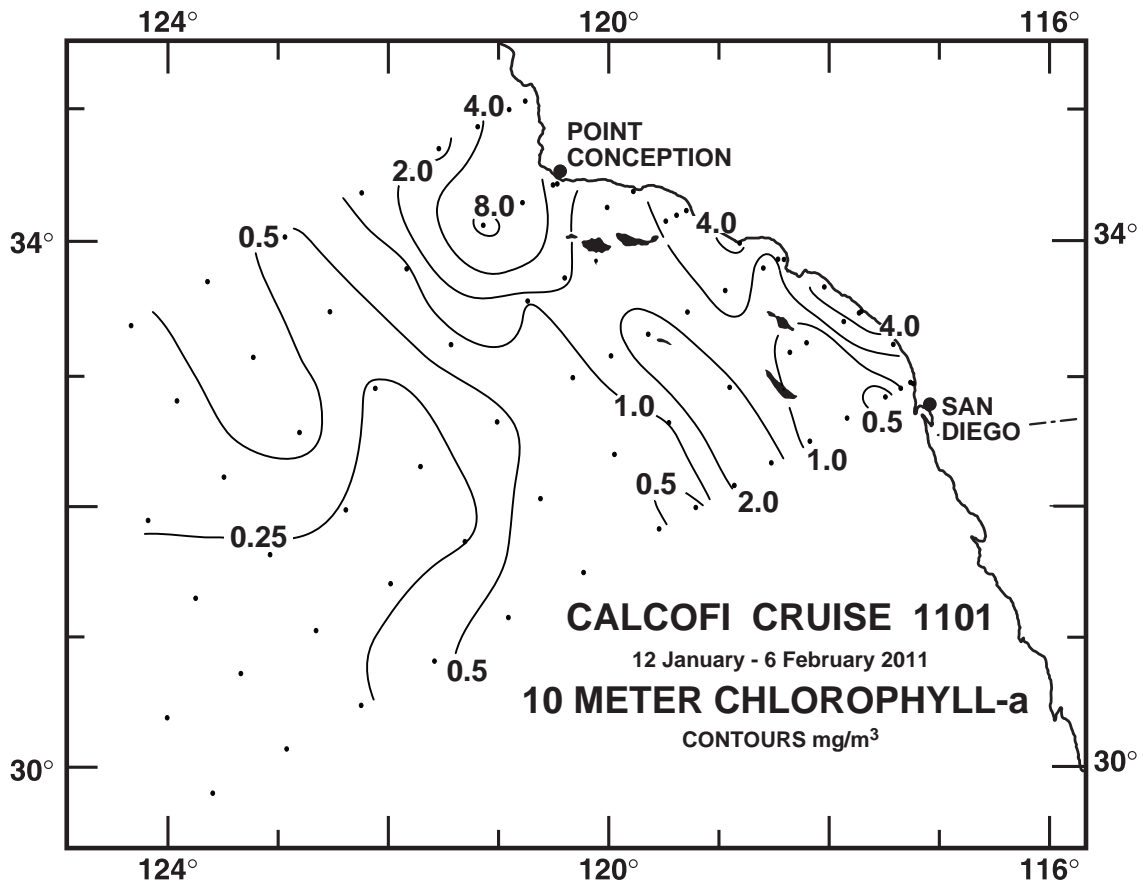 124° 120° 116°
4.0
POINT
CONCEPTION
2.0
8.0
4.0
34° 0.5 34°
4.0
1.0
SAN
DIEGO
0.5
1.0
0.5
2.0
0.25
CALCOFI CRUISE 1101
12 January - 6 February 2011
0.5
10 METER CHLOROPHYLL-a
CONTOURS mg/m³
30° 30°
124° 120° 116°